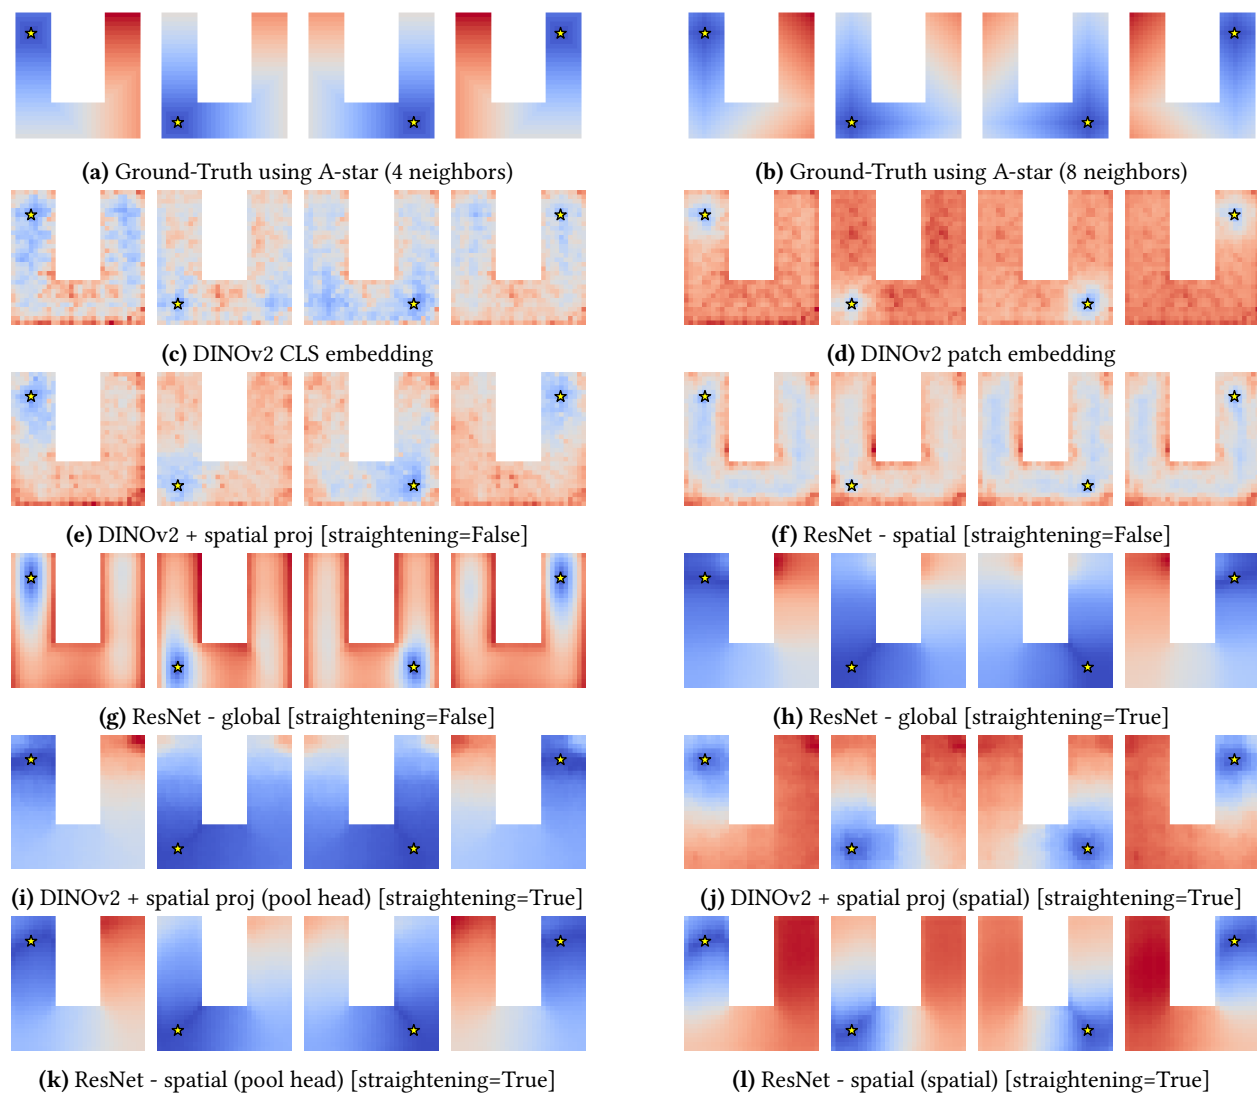 (a) Ground-Truth using A-star (4 neighbors)
(b) Ground-Truth using A-star (8 neighbors)
(c) DINOv2 CLS embedding
(d) DINOv2 patch embedding
(e) DINOv2 + spatial proj [straightening=False]
(f) ResNet - spatial [straightening=False]
(g) ResNet - global [straightening=False]
(h) ResNet - global [straightening=True]
(i) DINOv2 + spatial proj (pool head) [straightening=True]
(j) DINOv2 + spatial proj (spatial) [straightening=True]
(k) ResNet - spatial (pool head) [straightening=True]
(l) ResNet - spatial (spatial) [straightening=True]